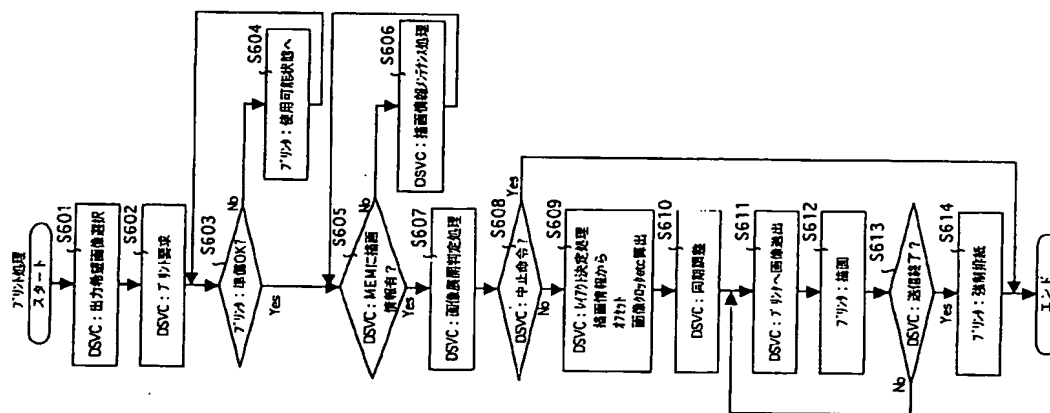 プリント処理
スタート
S601
DSVC:出力希望画像選択
S602
DSVC:プリント要求
S603
プリンタ:準備OK?
No
Yes
S604
プリンタ:使用可能状態へ
S605
DSVC:MEMに描画
情報有?
No
Yes
S606
DSVC:描画情報メンテナンス処理
S607
DSVC:画像展開判定処理
S608
DSVC:中止命令?
Yes
No
S609
DSVC:レイアウト決定処理
描画情報から
オフセット
画像クロックetc算出
S610
DSVC:同期調整
S611
DSVC:プリンタへ画像送出
S612
プリンタ:描画
S613
DSVC:送信終了?
No
Yes
S614
プリンタ:強制排紙
エンド